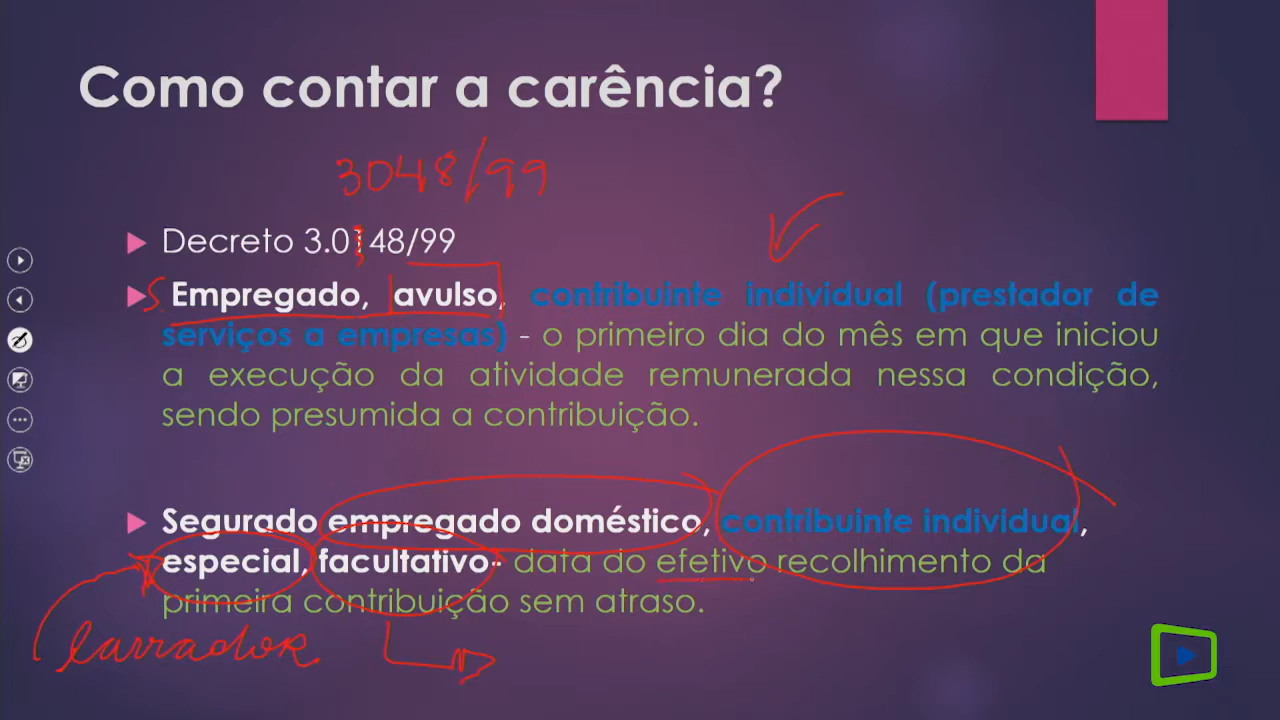 Como contar a carência?
3048/99
Decreto 3.0148/99
Empregado, avulso, contribuinte individual (prestador de
serviços a empresas) - o primeiro dia do mês em que iniciou
a execução da atividade remunerada nessa condição,
sendo presumida a contribuição.
Segurado empregado doméstico, contribuinte individual,
especial, facultativo- data do efetivo recolhimento da
primeira contribuição sem atraso.